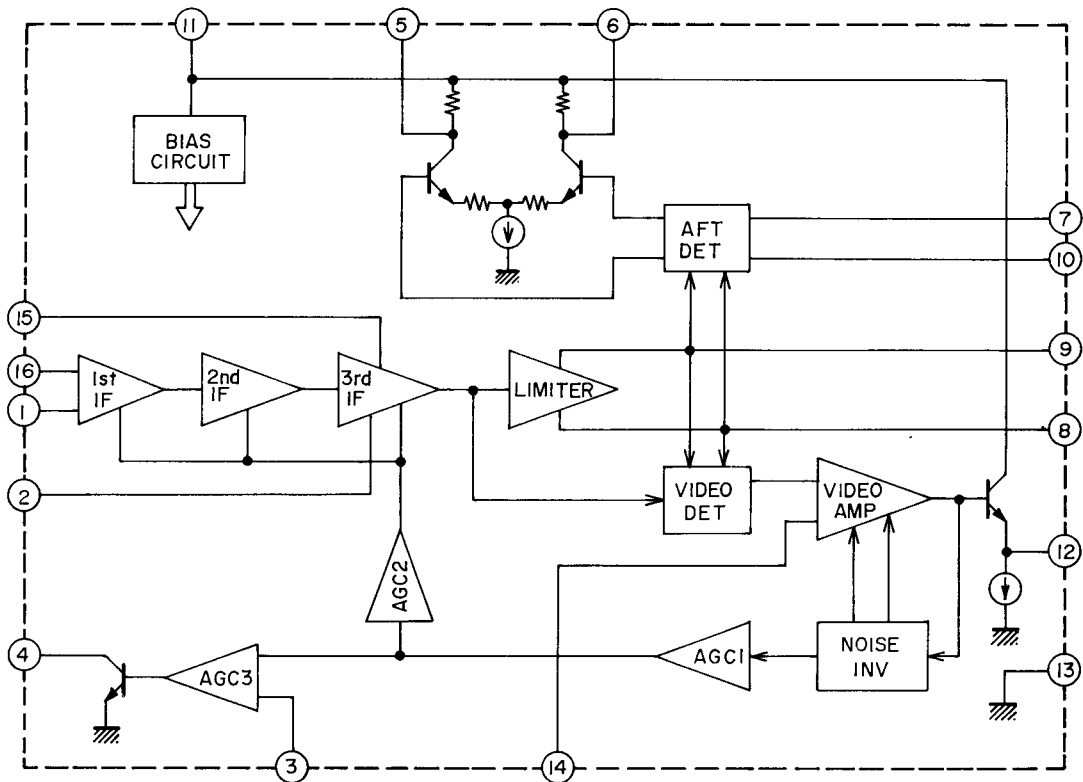 11
5
6
BIAS
CIRCUIT
AFT
DET
7
10
15
16
1
1st
IF
2nd
IF
3rd
IF
LIMITER
9
8
2
VIDEO
DET
VIDEO
AMP
12
AGC2
4
AGC3
AGC1
NOISE
INV
13
3
14